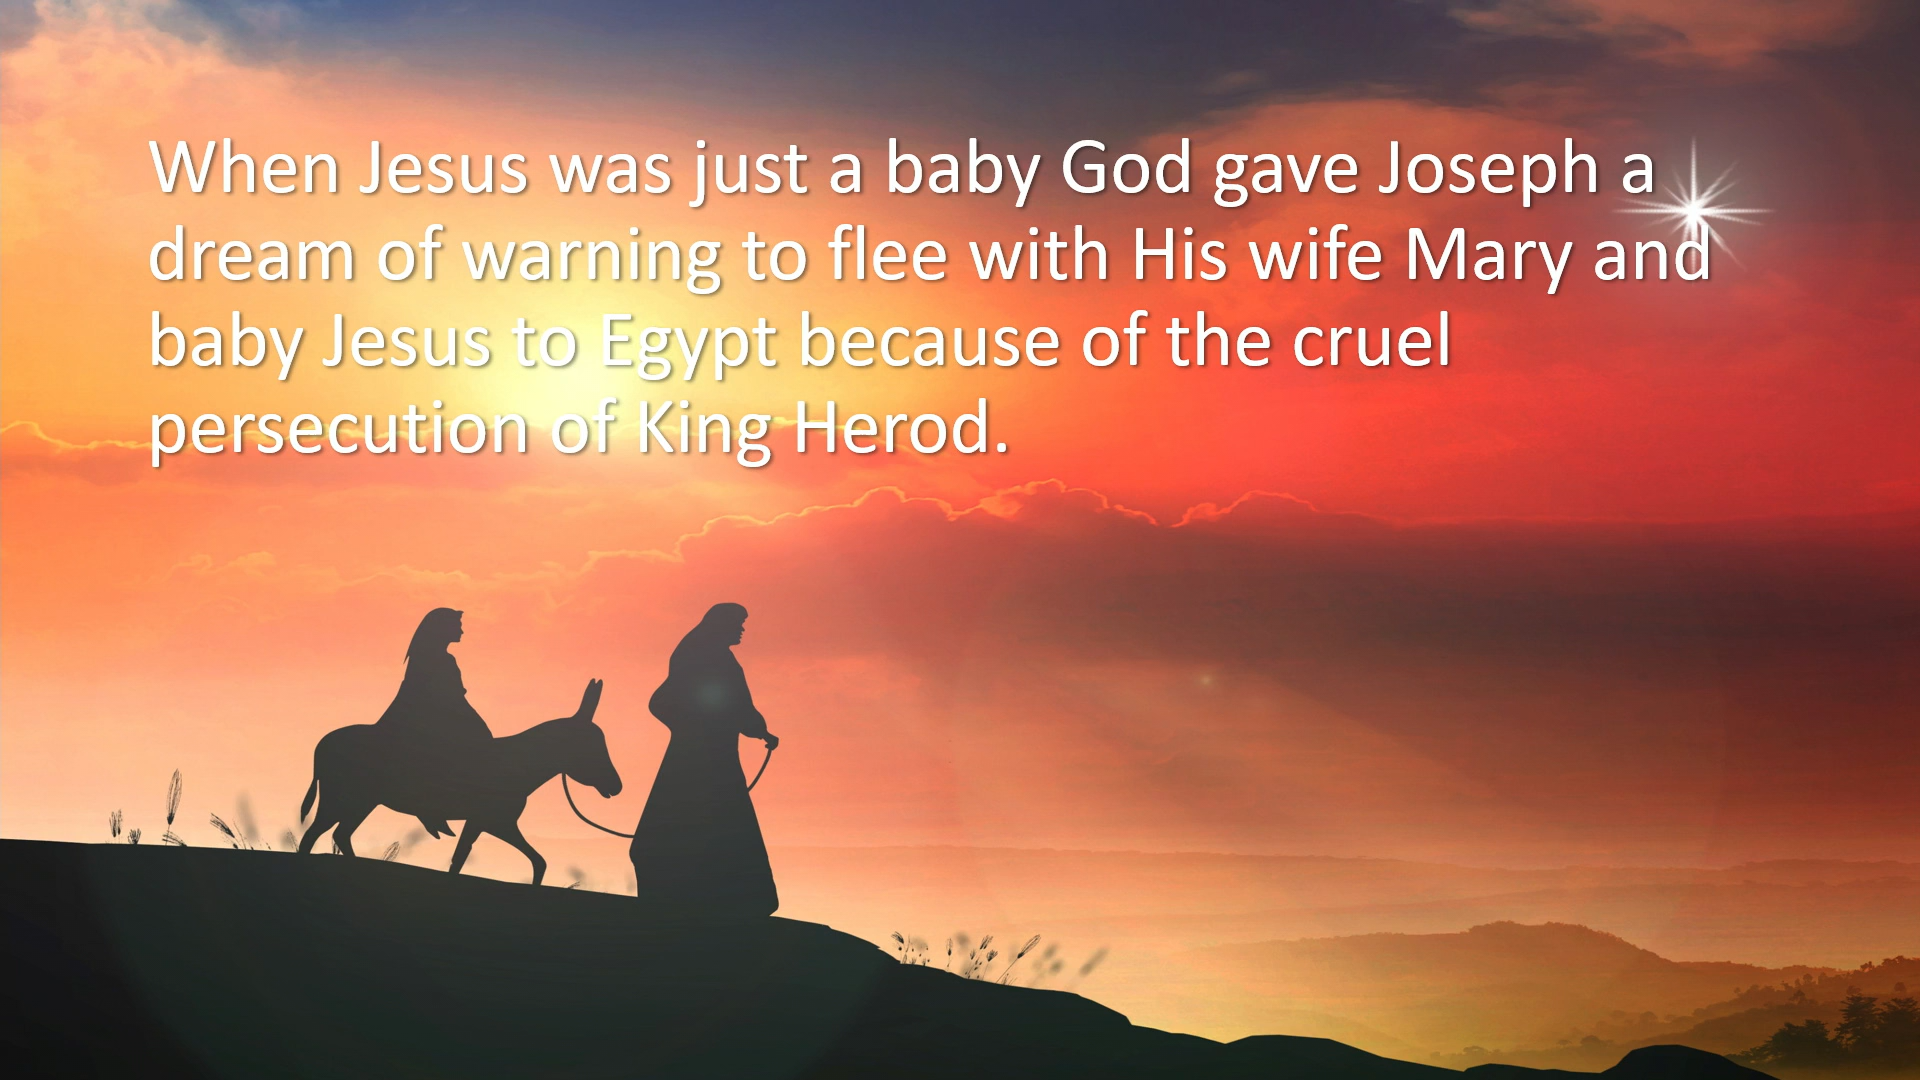 When Jesus was just a baby God gave Joseph a
dream of warning to flee with His wife Mary and
baby Jesus to Egypt because of the cruel
persecution of King Herod.